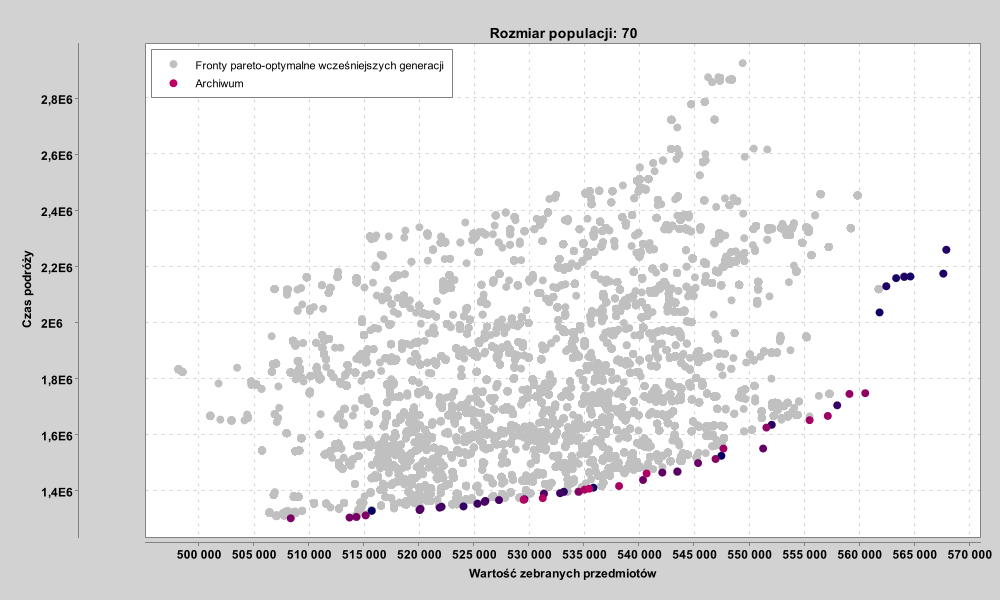 Rozmiar populacji: 70
Fronty pareto-optymalne wcześniejszych generacji
Archiwum
2,8E6
2,6E6
2,4E6
2,2E6
2E6
1,8E6
1,6E6
1,4E6
Czas podróży
500 000 505 000 510 000 515 000 520 000 525 000 530 000 535 000 540 000 545 000 550 000 555 000 560 000 565 000 570 000
Wartość zebranych przedmiotów